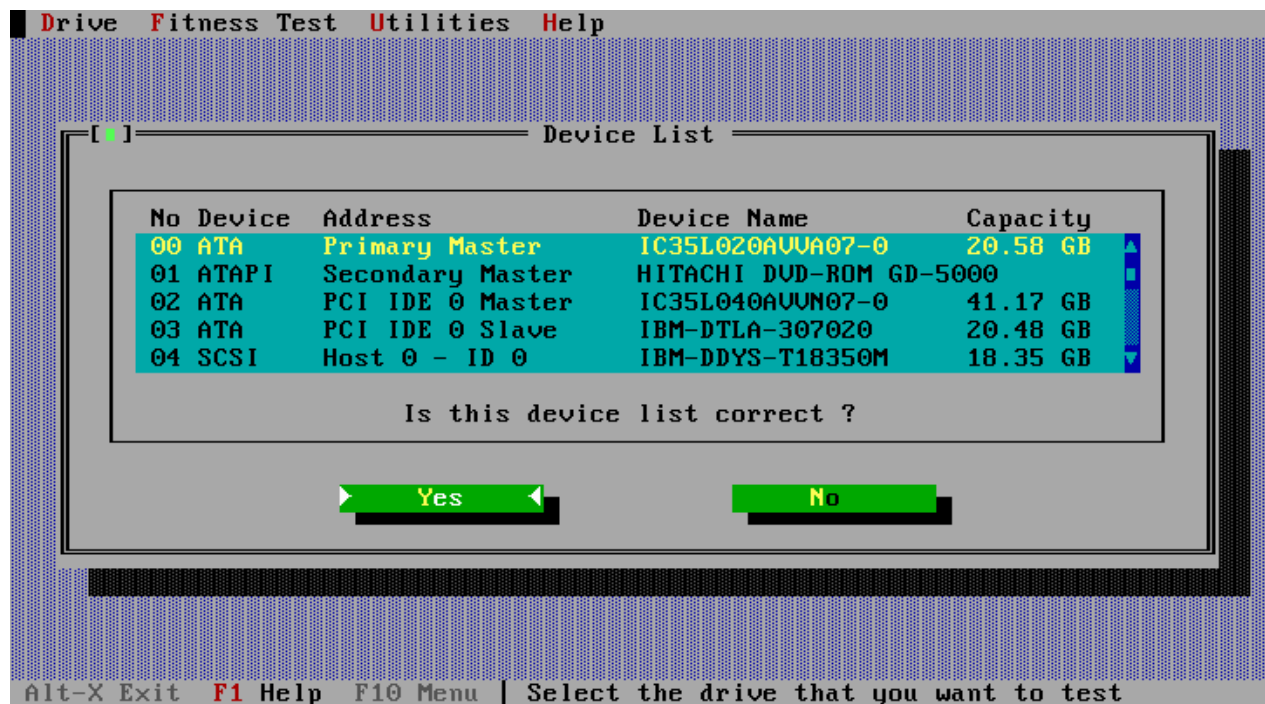 Drive Fitness Test Utilities Help
[ ] Device List
No Device Address Device Name Capacity
00 ATA Primary Master IC35L020AVVA07-0 20.58 GB
01 ATAPI Secondary Master HITACHI DVD-ROM GD-5000
02 ATA PCI IDE 0 Master IC35L040AVVN07-0 41.17 GB
03 ATA PCI IDE 0 Slave IBM-DTLA-307020 20.48 GB
04 SCSI Host 0 - ID 0 IBM-DDYS-T18350M 18.35 GB
Is this device list correct ?
Yes No
Alt-X Exit F1 Help F10 Menu | Select the drive that you want to test